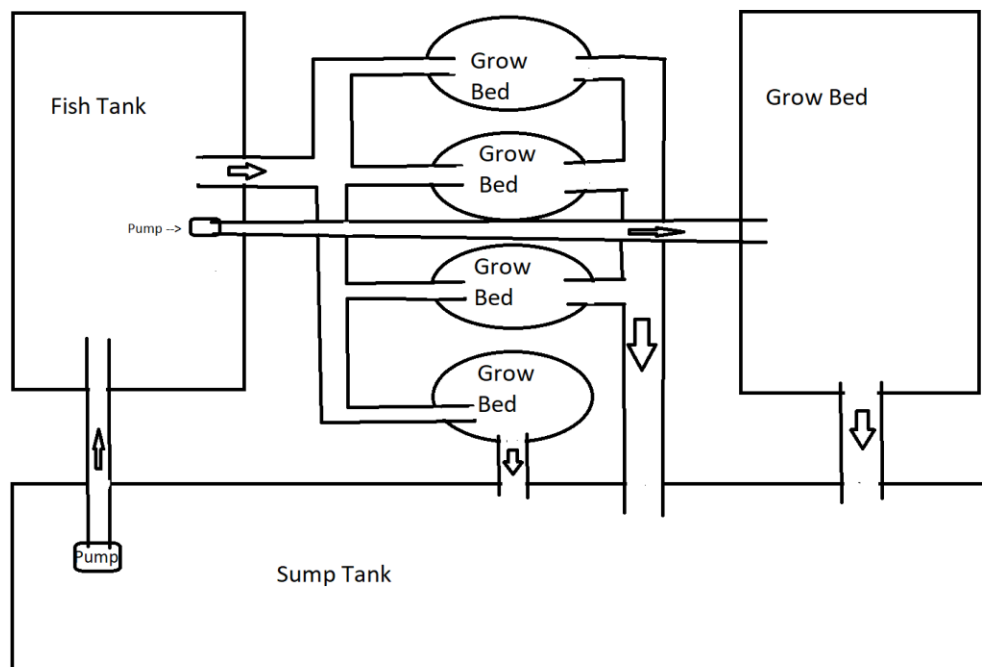 Fish Tank
Grow
Bed
Grow Bed
Grow
Bed
Pump -->
Grow
Bed
Grow
Bed
Pump
Sump Tank